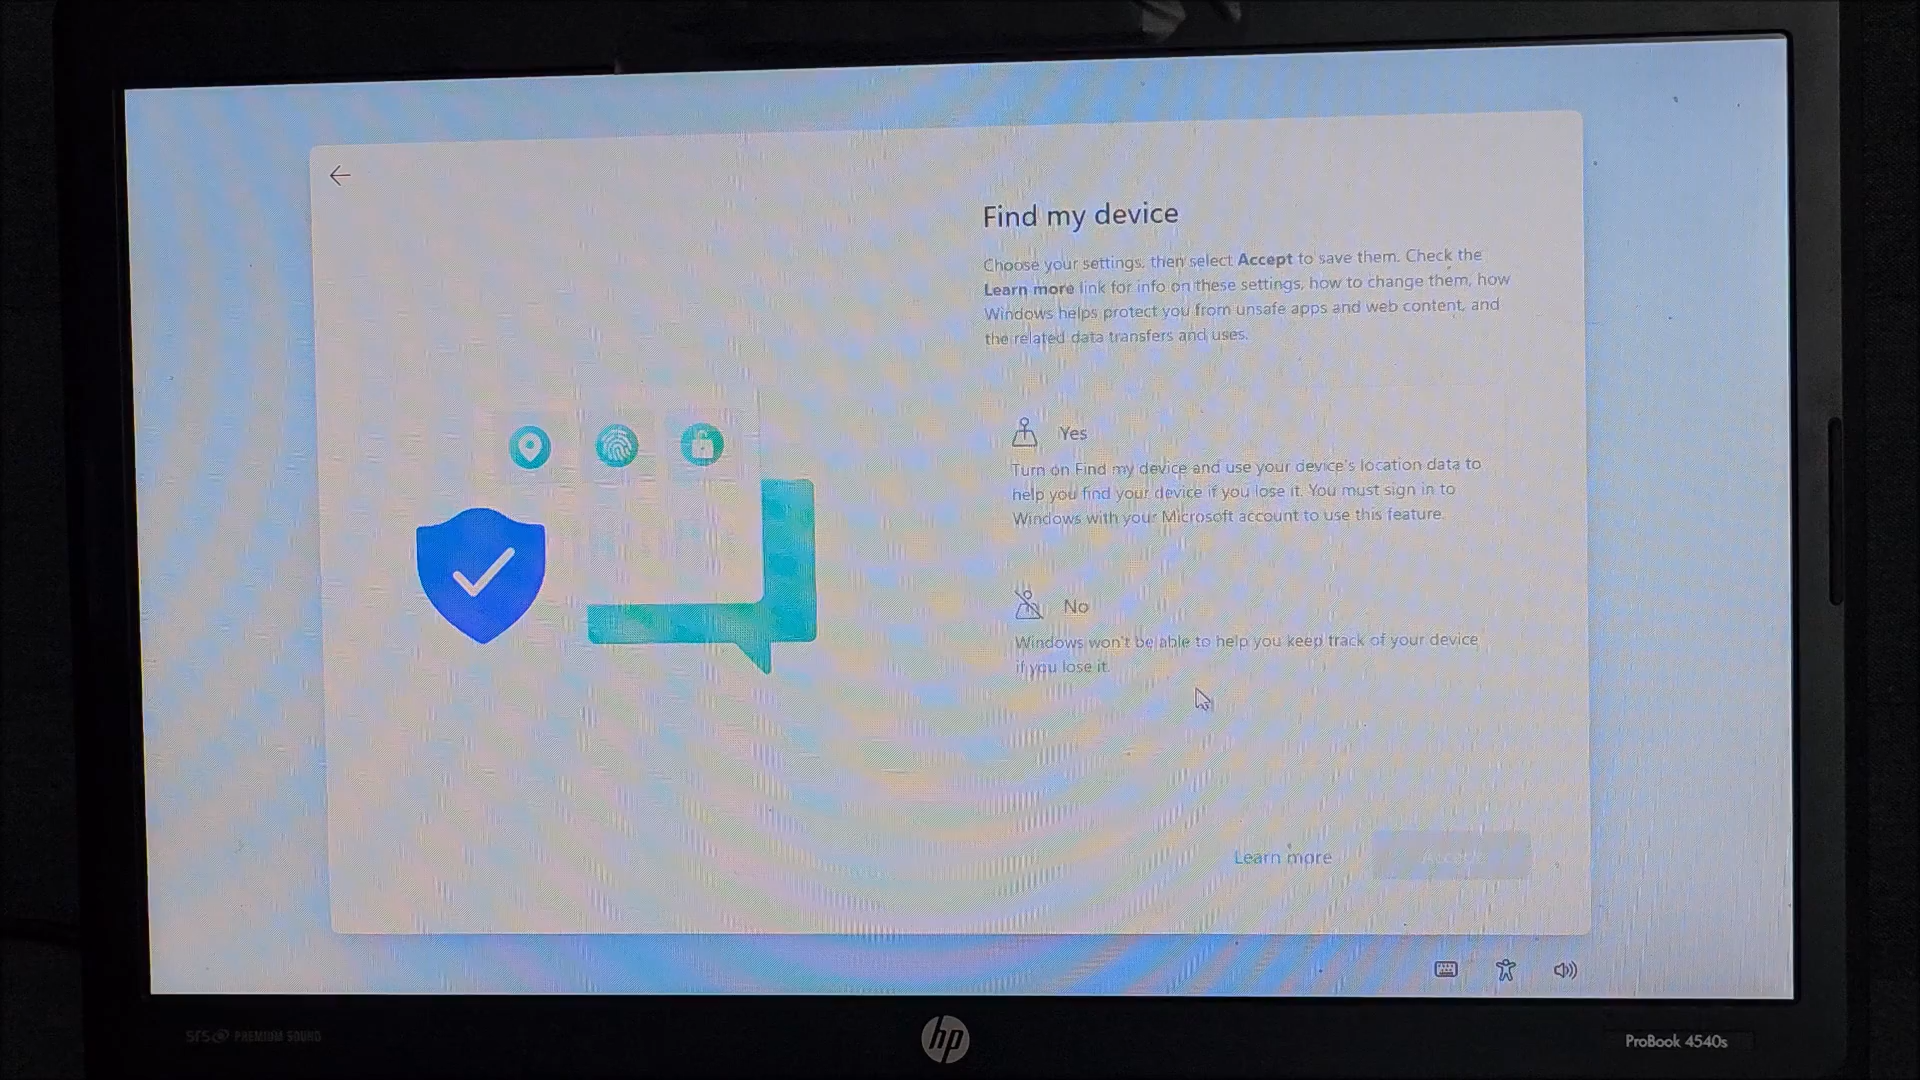 Find my device
Choose your settings, then select Accept to save them. Check the
Learn more link for info on these settings, how to change them, how
Windows helps protect you from unsafe apps and web content, and
the related data transfers and uses.
Yes
Turn on Find my device and use your device's location data to
help you find your device if you lose it. You must sign in to
Windows with your Microsoft account to use this feature.
No
Windows won't be able to help you keep track of your device
if you lose it.
Learn more
Accept
SRS PREMIUM SOUND
hp
ProBook 4540s